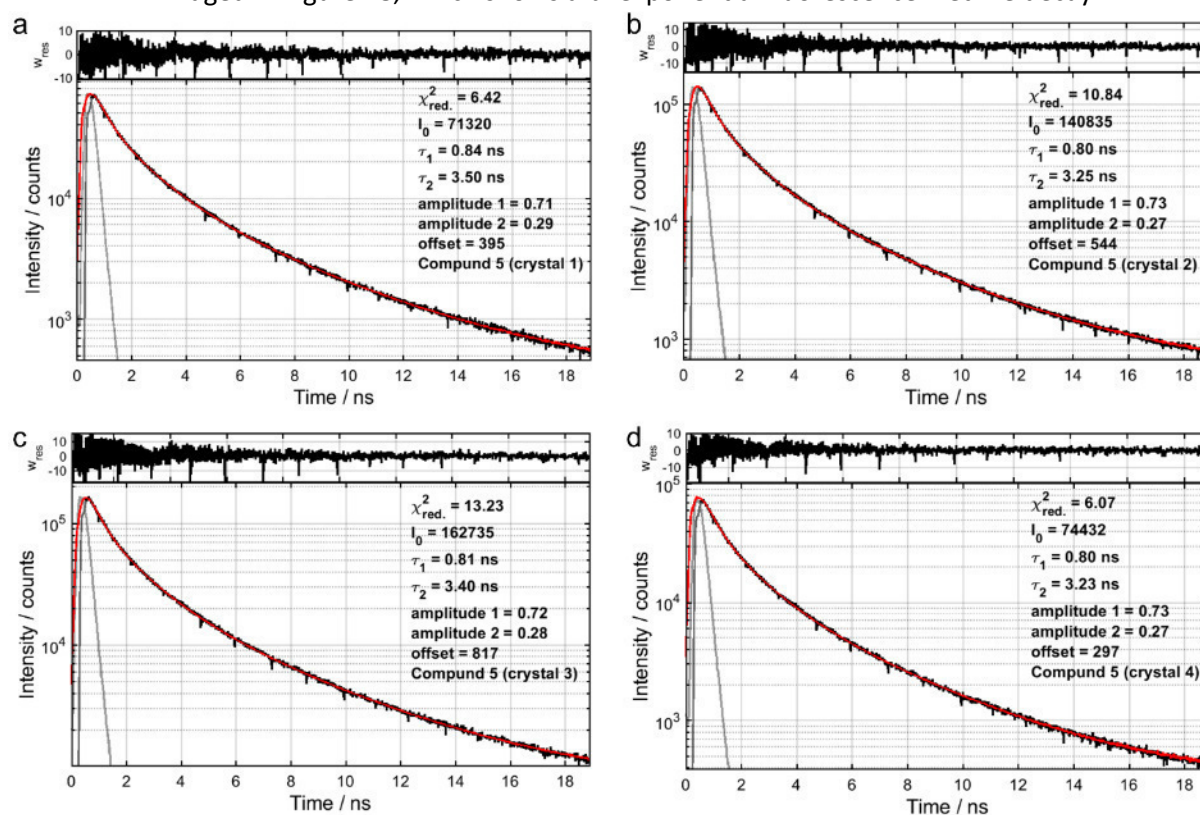 exponential fluorescence lifetime decay
a
w_res
10
0
-10
χ²_red. = 6.42
I_0 = 71320
τ_1 = 0.84 ns
τ_2 = 3.50 ns
amplitude 1 = 0.71
amplitude 2 = 0.29
offset = 395
Compund 5 (crystal 1)
Intensity / counts
10^4
10^3
0 2 4 6 8 10 12 14 16 18
Time / ns
b
w_res
10
0
-10
χ²_red. = 10.84
I_0 = 140835
τ_1 = 0.80 ns
τ_2 = 3.25 ns
amplitude 1 = 0.73
amplitude 2 = 0.27
offset = 544
Compund 5 (crystal 2)
Intensity / counts
10^5
10^4
10^3
0 2 4 6 8 10 12 14 16 18
Time / ns
c
w_res
10
0
-10
χ²_red. = 13.23
I_0 = 162735
τ_1 = 0.81 ns
τ_2 = 3.40 ns
amplitude 1 = 0.72
amplitude 2 = 0.28
offset = 817
Compund 5 (crystal 3)
Intensity / counts
10^5
10^4
0 2 4 6 8 10 12 14 16 18
Time / ns
d
w_res
10
0
-10
χ²_red. = 6.07
I_0 = 74432
τ_1 = 0.80 ns
τ_2 = 3.23 ns
amplitude 1 = 0.73
amplitude 2 = 0.27
offset = 297
Compund 5 (crystal 4)
Intensity / counts
10^5
10^4
10^3
0 2 4 6 8 10 12 14 16 18
Time / ns